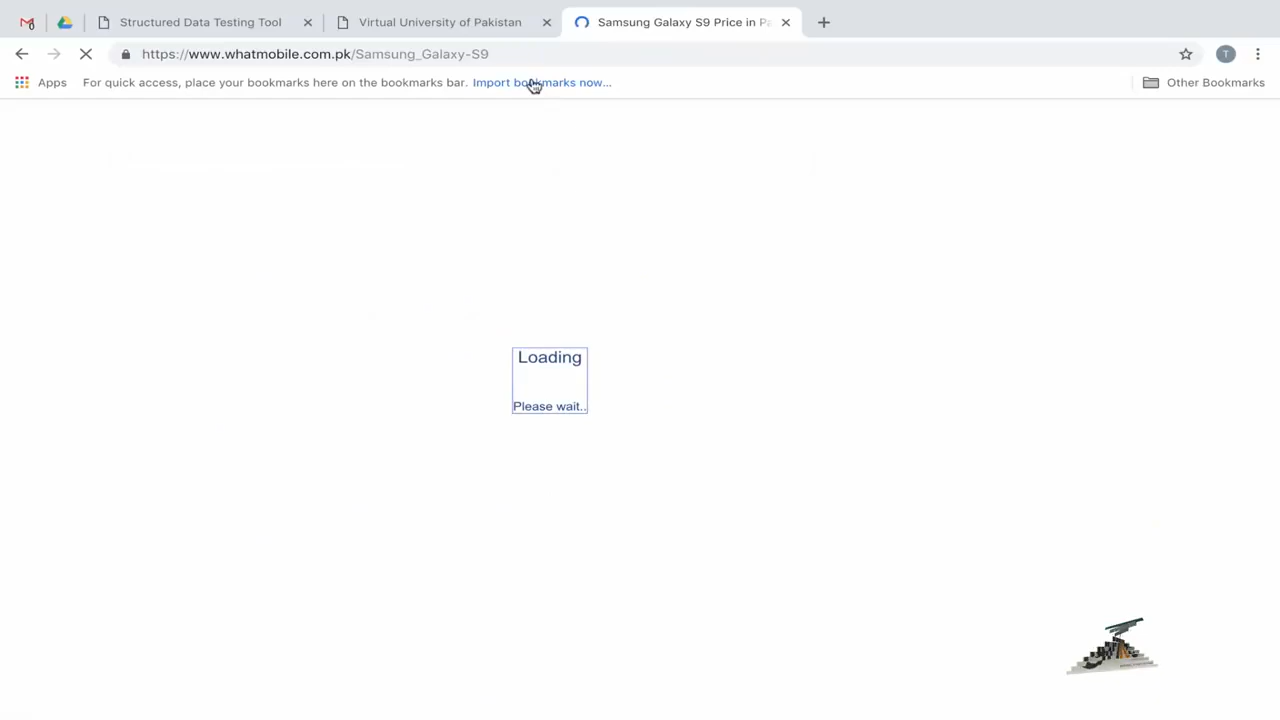 Structured Data Testing Tool
Virtual University of Pakistan
Samsung Galaxy S9 Price in Pa
https://www.whatmobile.com.pk/Samsung_Galaxy-S9
T
Apps
For quick access, place your bookmarks here on the bookmarks bar. Import bookmarks now...
Other Bookmarks
Loading
Please wait..